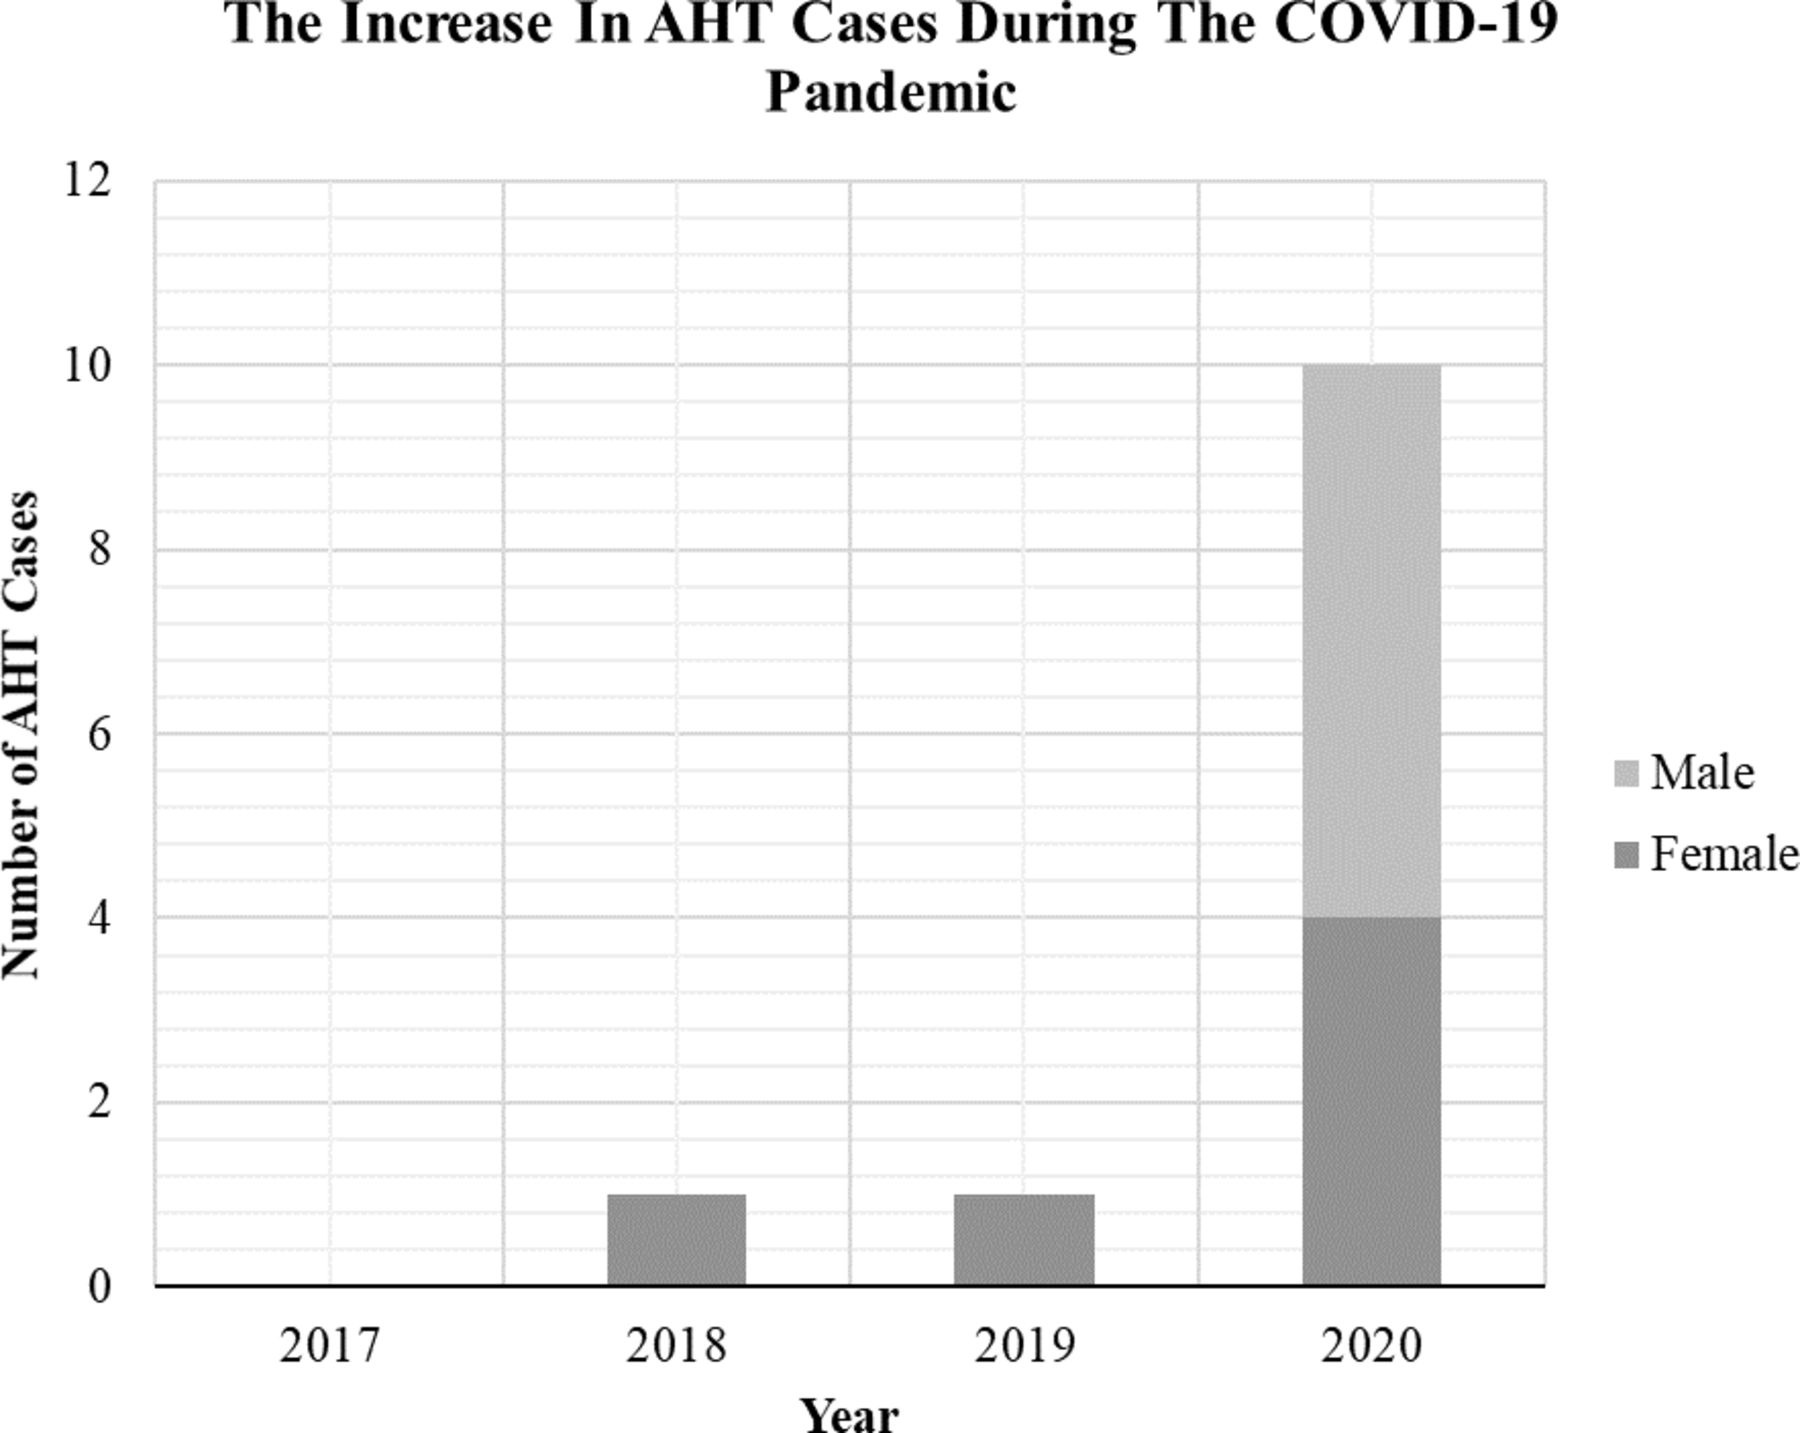 The Increase In AHT Cases During The COVID-19
Pandemic
12
10
8
6
4
2
0
Number of AHT Cases
2017 2018 2019 2020
Year
Male
Female